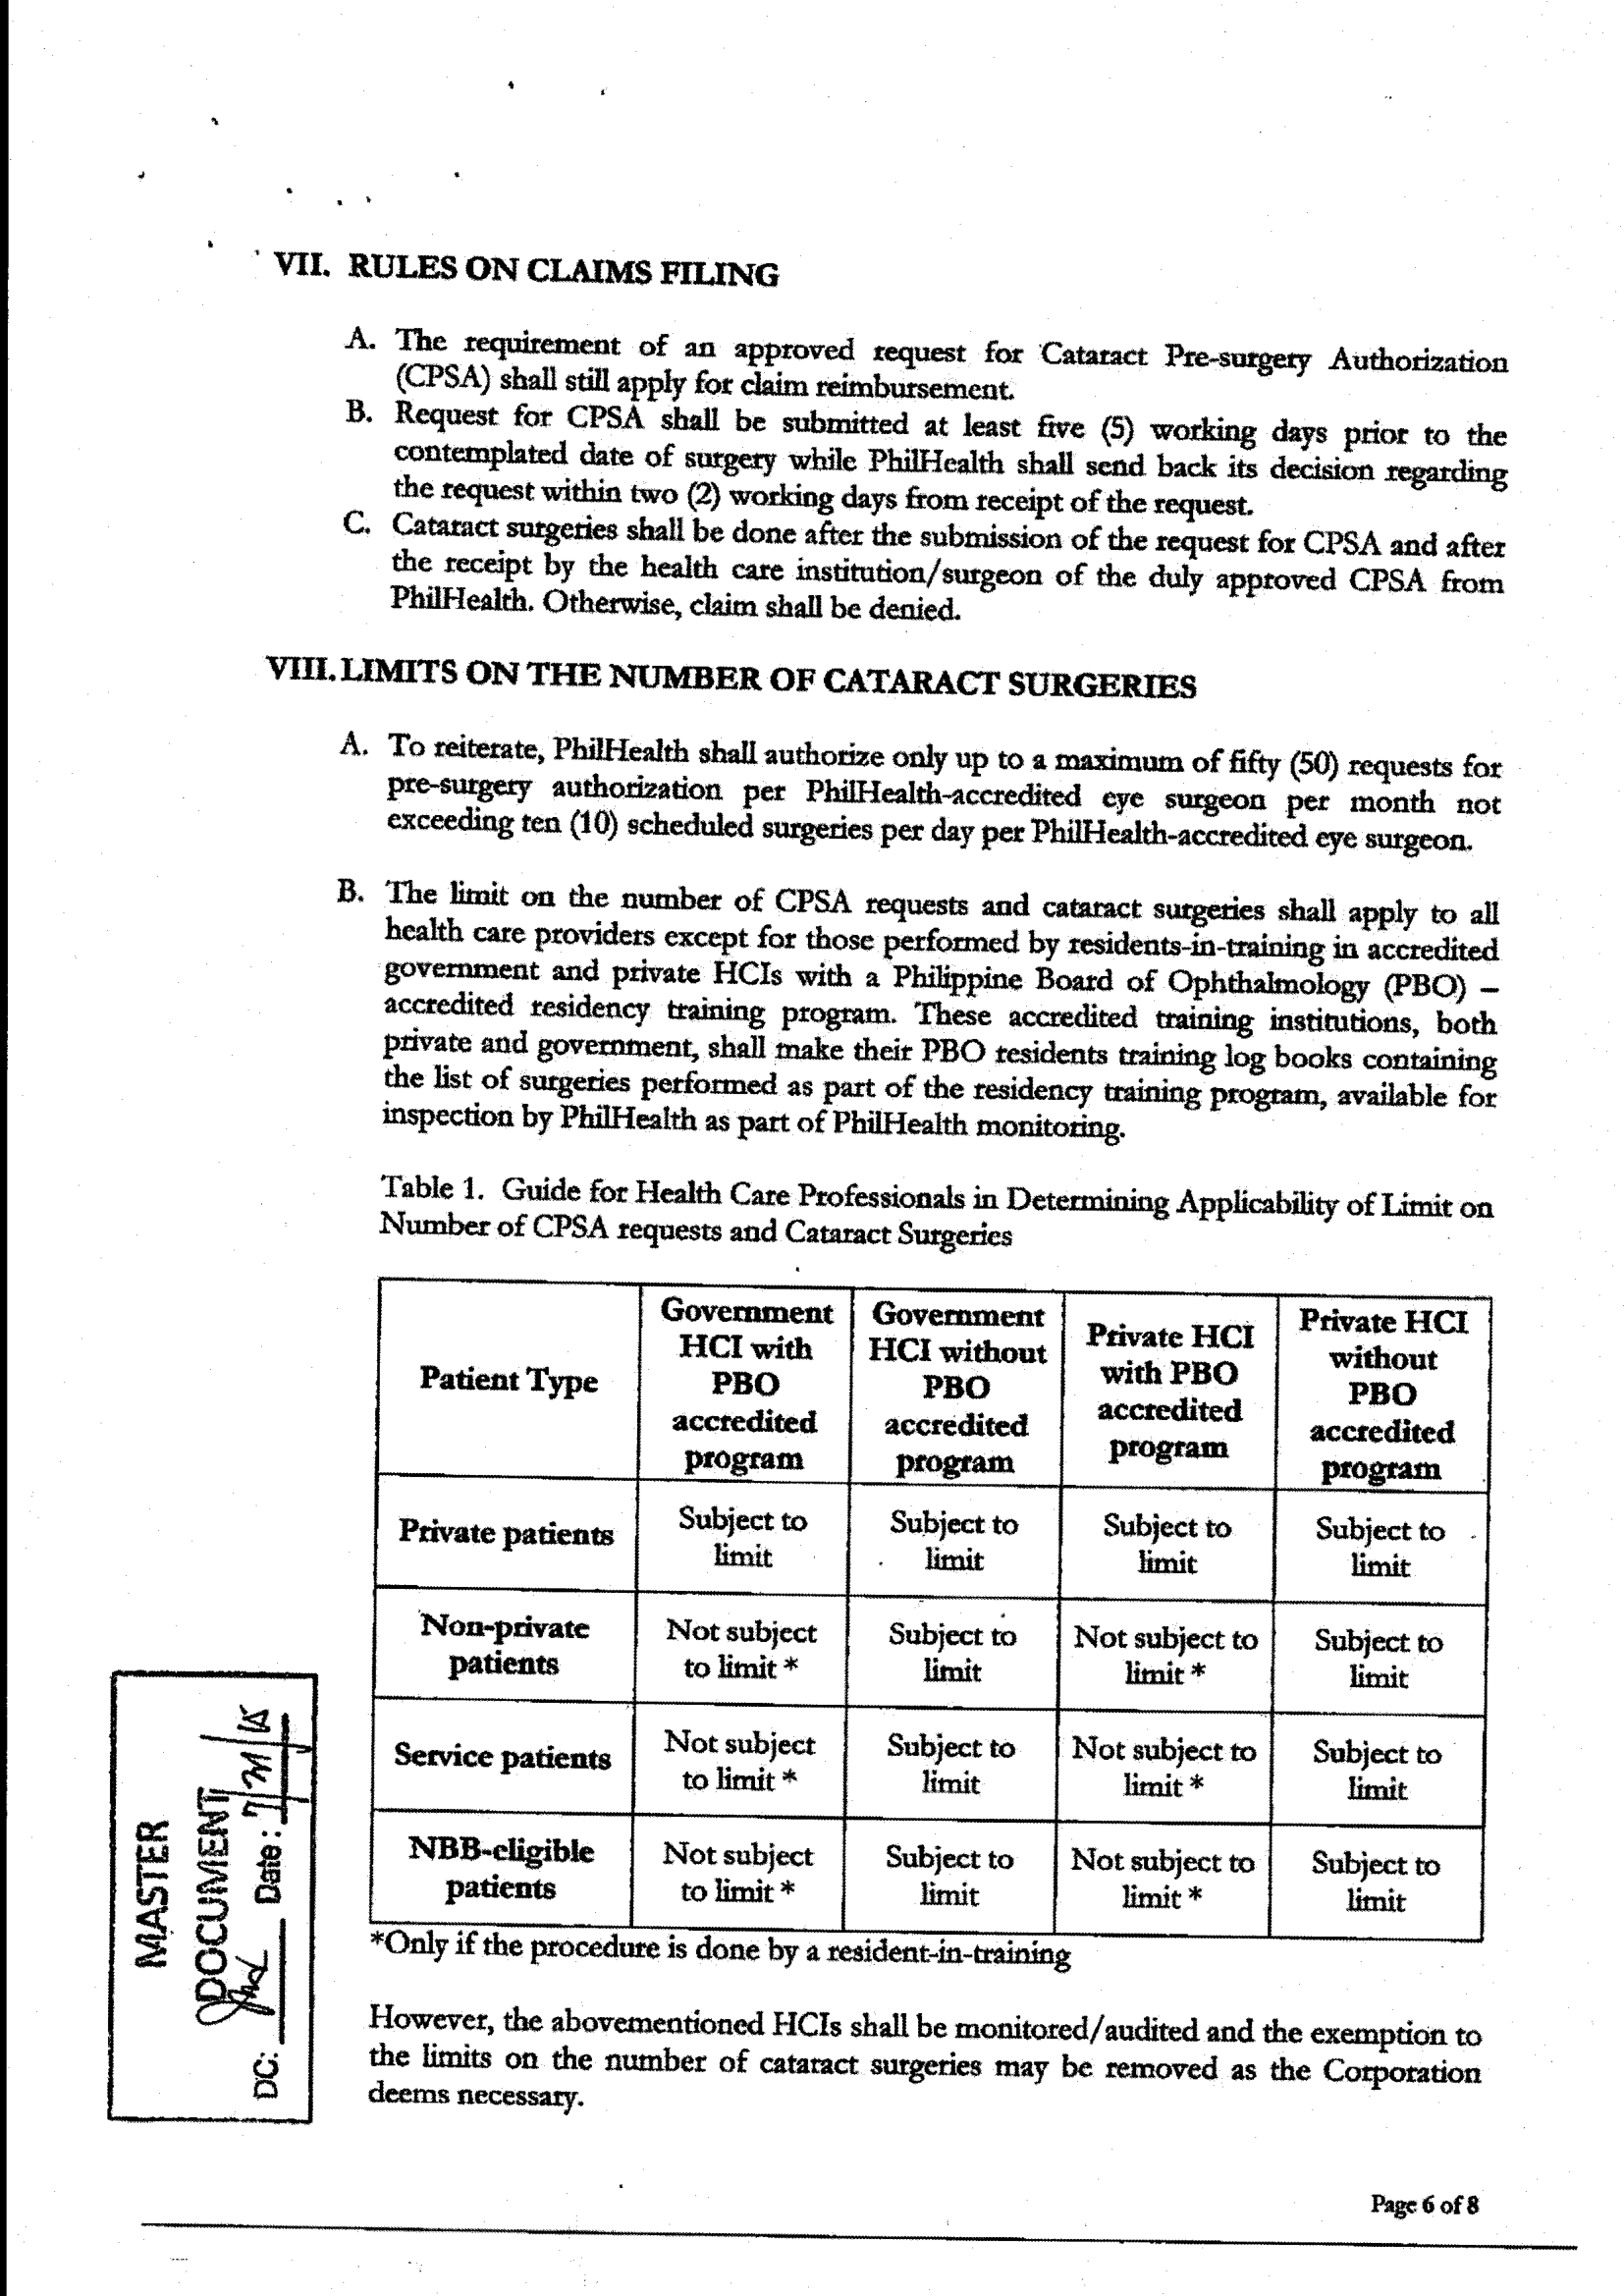 VII. RULES ON CLAIMS FILING
A. The requirement of an approved request for Cataract Pre-surgery Authorization
(CPSA) shall still apply for claim reimbursement.
B. Request for CPSA shall be submitted at least five (5) working days prior to the
contemplated date of surgery while PhilHealth shall send back its decision regarding
the request within two (2) working days from receipt of the request.
C. Cataract surgeries shall be done after the submission of the request for CPSA and after
the receipt by the health care institution/surgeon of the duly approved CPSA from
PhilHealth. Otherwise, claim shall be denied.
VIII. LIMITS ON THE NUMBER OF CATARACT SURGERIES
A. To reiterate, PhilHealth shall authorize only up to a maximum of fifty (50) requests for
pre-surgery authorization per PhilHealth-accredited eye surgeon per month not
exceeding ten (10) scheduled surgeries per day per PhilHealth-accredited eye surgeon.
B. The limit on the number of CPSA requests and cataract surgeries shall apply to all
health care providers except for those performed by residents-in-training in accredited
government and private HCIs with a Philippine Board of Ophthalmology (PBO) –
accredited residency training program. These accredited training institutions, both
private and government, shall make their PBO residents training log books containing
the list of surgeries performed as part of the residency training program, available for
inspection by PhilHealth as part of PhilHealth monitoring.
Table 1. Guide for Health Care Professionals in Determining Applicability of Limit on
Number of CPSA requests and Cataract Surgeries
Patient Type
Government
HCI with
PBO
accredited
program
Government
HCI without
PBO
accredited
program
Private HCI
with PBO
accredited
program
Private HCI
without
PBO
accredited
program
Private patients
Subject to
limit
Subject to
limit
Subject to
limit
Subject to
limit
Non-private
patients
Not subject
to limit *
Subject to
limit
Not subject to
limit *
Subject to
limit
Service patients
Not subject
to limit *
Subject to
limit
Not subject to
limit *
Subject to
limit
NBB-eligible
patients
Not subject
to limit *
Subject to
limit
Not subject to
limit *
Subject to
limit
*Only if the procedure is done by a resident-in-training
However, the abovementioned HCIs shall be monitored/audited and the exemption to
the limits on the number of cataract surgeries may be removed as the Corporation
deems necessary.
MASTER
DOCUMENT
DC: Date:
Page 6 of 8